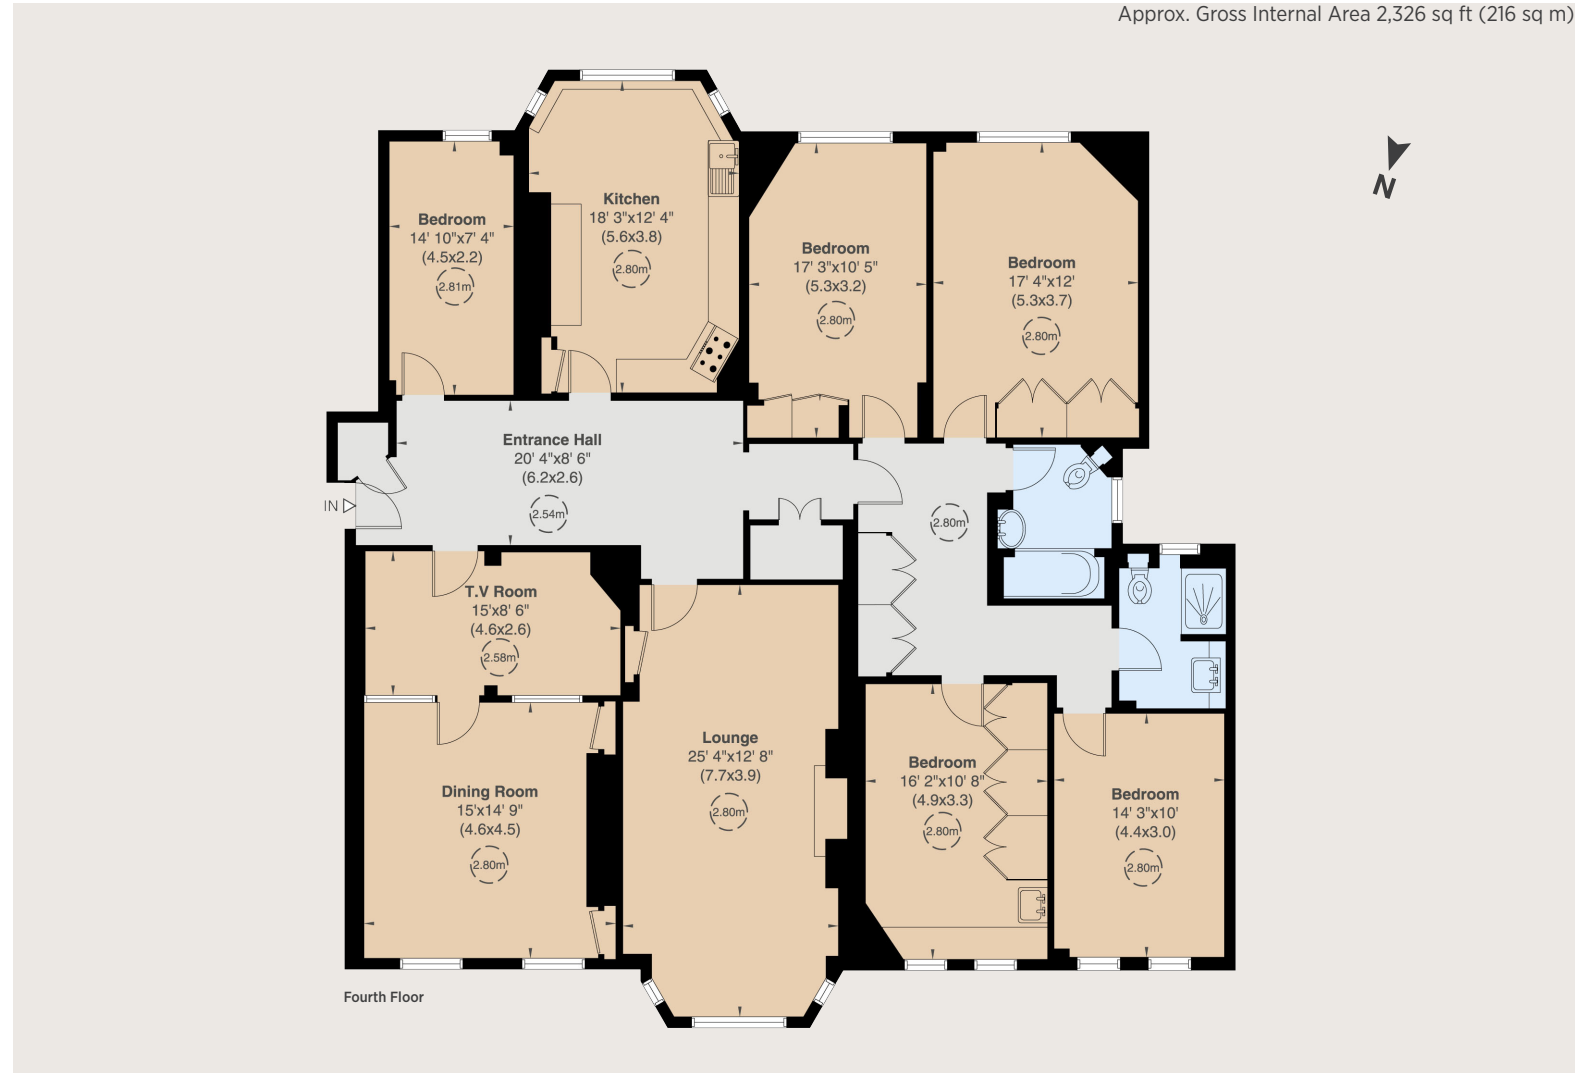 Approx. Gross Internal Area 2,326 sq ft (216 sq m)
N
Kitchen
18' 3"x12' 4"
(5.6x3.8)
2.80m
Bedroom
14' 10"x7' 4"
(4.5x2.2)
2.81m
Bedroom
17' 3"x10' 5"
(5.3x3.2)
2.80m
Bedroom
17' 4"x12'
(5.3x3.7)
2.80m
Entrance Hall
20' 4"x8' 6"
(6.2x2.6)
2.54m
IN
2.80m
T.V Room
15'x8' 6"
(4.6x2.6)
2.58m
Lounge
25' 4"x12' 8"
(7.7x3.9)
2.80m
Dining Room
15'x14' 9"
(4.6x4.5)
2.80m
Bedroom
16' 2"x10' 8"
(4.9x3.3)
2.80m
Bedroom
14' 3"x10'
(4.4x3.0)
2.80m
Fourth Floor